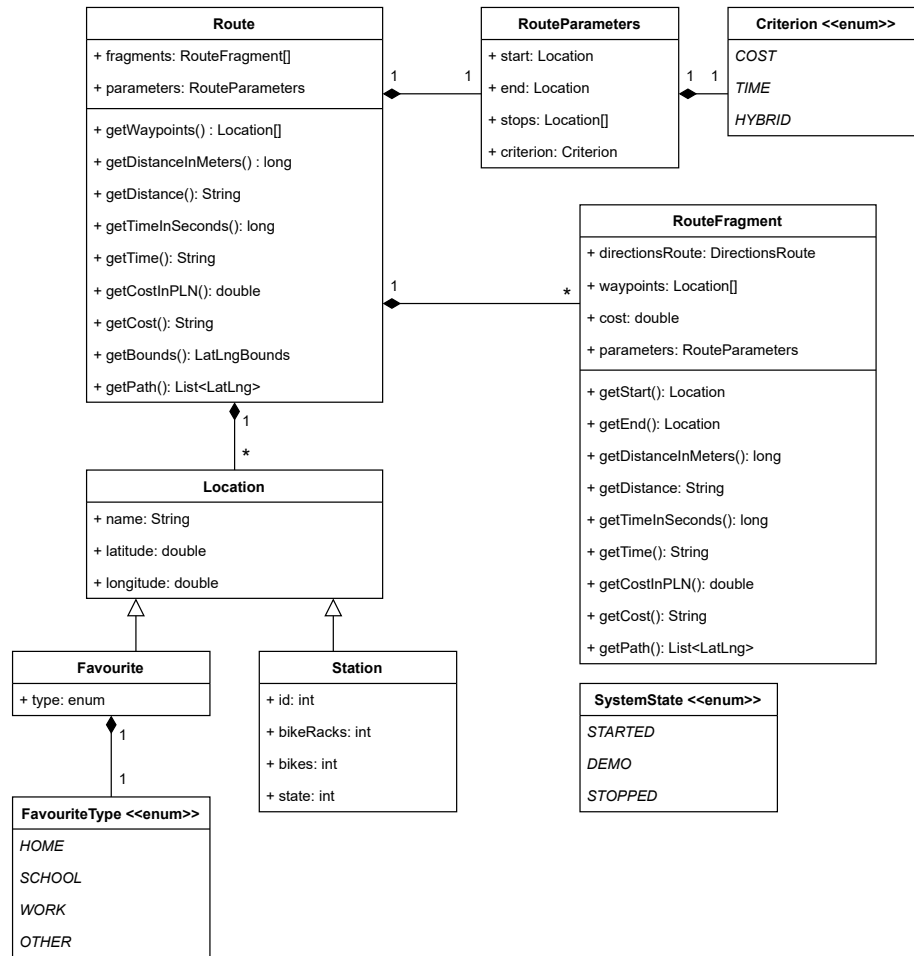 Route
+ fragments: RouteFragment[]
+ parameters: RouteParameters
+ getWaypoints() : Location[]
+ getDistanceInMeters() : long
+ getDistance(): String
+ getTimeInSeconds(): long
+ getTime(): String
+ getCostInPLN(): double
+ getCost(): String
+ getBounds(): LatLngBounds
+ getPath(): List<LatLng>
1
1
RouteParameters
+ start: Location
+ end: Location
+ stops: Location[]
+ criterion: Criterion
1
1
Criterion <<enum>>
COST
TIME
HYBRID
1
*
RouteFragment
+ directionsRoute: DirectionsRoute
+ waypoints: Location[]
+ cost: double
+ parameters: RouteParameters
+ getStart(): Location
+ getEnd(): Location
+ getDistanceInMeters(): long
+ getDistance: String
+ getTimeInSeconds(): long
+ getTime(): String
+ getCostInPLN(): double
+ getCost(): String
+ getPath(): List<LatLng>
1
*
Location
+ name: String
+ latitude: double
+ longitude: double
Favourite
+ type: enum
1
1
FavouriteType <<enum>>
HOME
SCHOOL
WORK
OTHER
Station
+ id: int
+ bikeRacks: int
+ bikes: int
+ state: int
SystemState <<enum>>
STARTED
DEMO
STOPPED